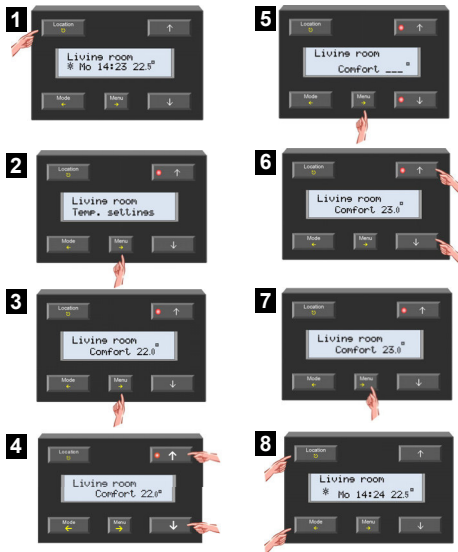 1
Location
↻
↑
Living room
☼ Mo 14:23 22.5°
Mode
←
Menu
→
↓
2
Location
↻
↑
Living room
Temp. settings
Mode
←
Menu
→
↓
3
Location
↻
↑
Living room
Comfort 22.0°
Mode
←
Menu
→
↓
4
Location
↻
↑
Living room
Comfort 22.0°
Mode
←
Menu
→
↓
5
Location
↻
↑
Living room
Comfort ___°
Mode
←
Menu
→
↓
6
Location
↻
↑
Living room
Comfort 23.0°
Mode
←
Menu
→
↓
7
Location
↻
↑
Living room
Comfort 23.0°
Mode
←
Menu
→
↓
8
Location
↻
↑
Living room
☼ Mo 14:24 22.5°
Mode
←
Menu
→
↓